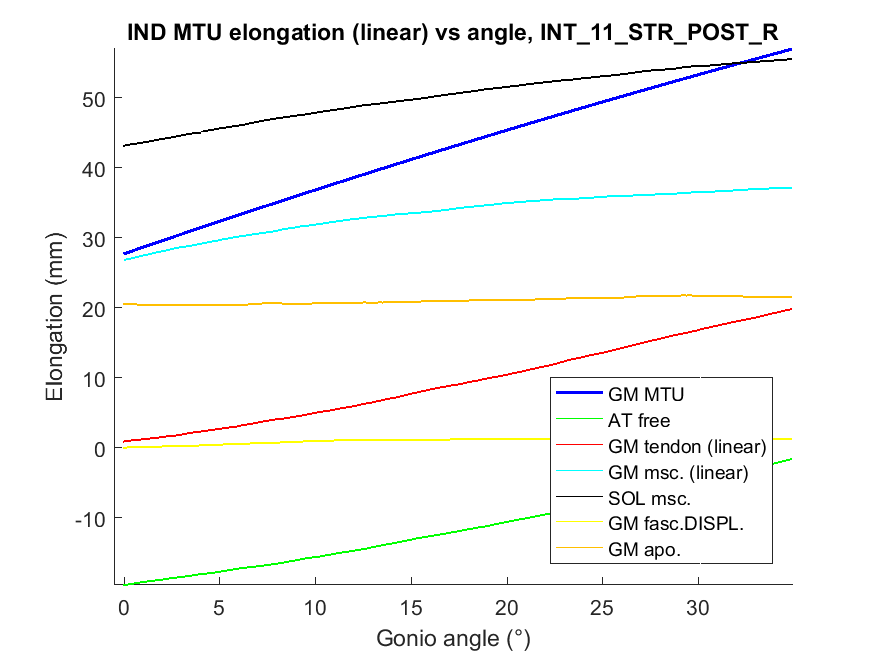 IND MTU elongation (linear) vs angle, INT_11_STR_POST_R
50
40
30
20
10
0
-10
Elongation (mm)
GM MTU
AT free
GM tendon (linear)
GM msc. (linear)
SOL msc.
GM fasc.DISPL.
GM apo.
0 5 10 15 20 25 30
Gonio angle (°)